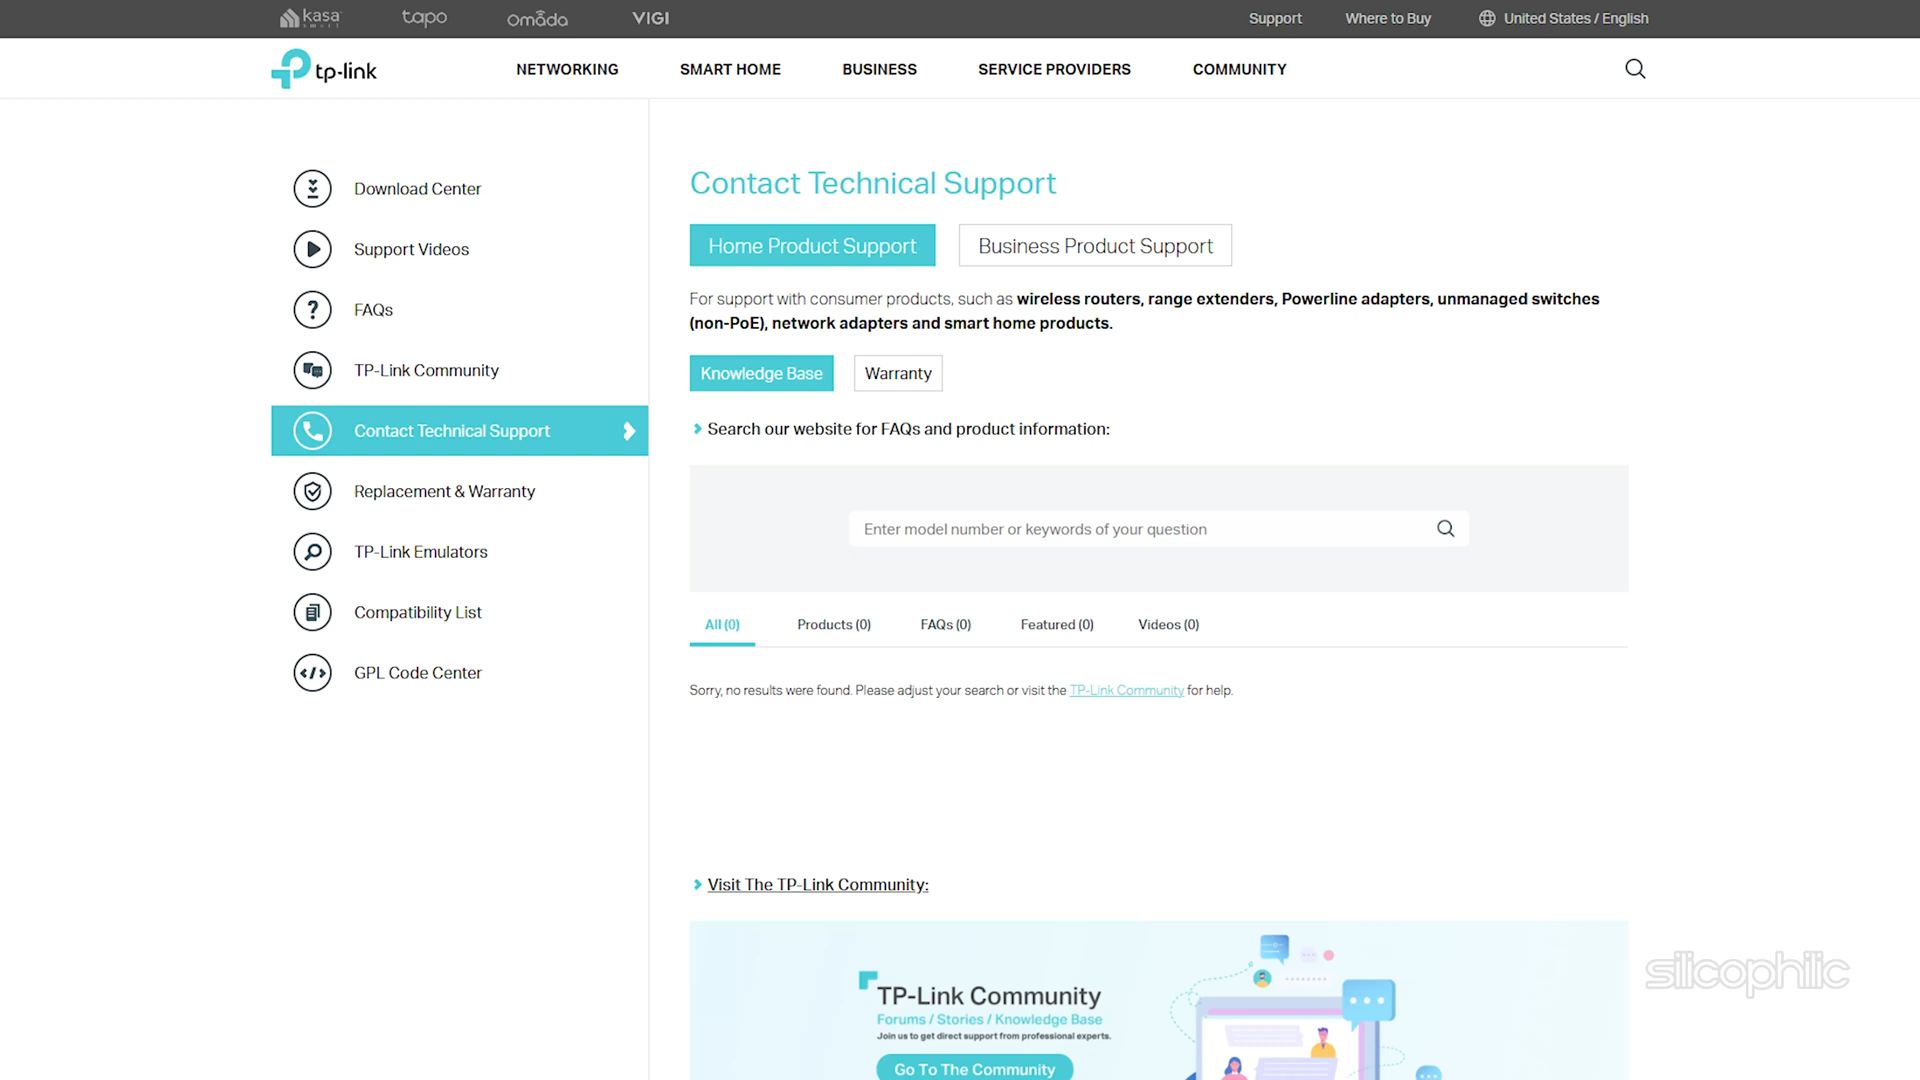 kasa
smart
tapo
omada
VIGI
Support
Where to Buy
United States / English
tp-link
NETWORKING
SMART HOME
BUSINESS
SERVICE PROVIDERS
COMMUNITY
Download Center
Support Videos
FAQs
TP-Link Community
Contact Technical Support
Replacement & Warranty
TP-Link Emulators
Compatibility List
GPL Code Center
Contact Technical Support
Home Product Support
Business Product Support
For support with consumer products, such as wireless routers, range extenders, Powerline adapters, unmanaged switches
(non-PoE), network adapters and smart home products.
Knowledge Base
Warranty
Search our website for FAQs and product information:
Enter model number or keywords of your question
All (0)
Products (0)
FAQs (0)
Featured (0)
Videos (0)
Sorry, no results were found. Please adjust your search or visit the TP-Link Community for help.
Visit The TP-Link Community:
TP-Link Community
Forums / Stories / Knowledge Base
Join us to get direct support from professional experts.
Go To The Community
silicophilic